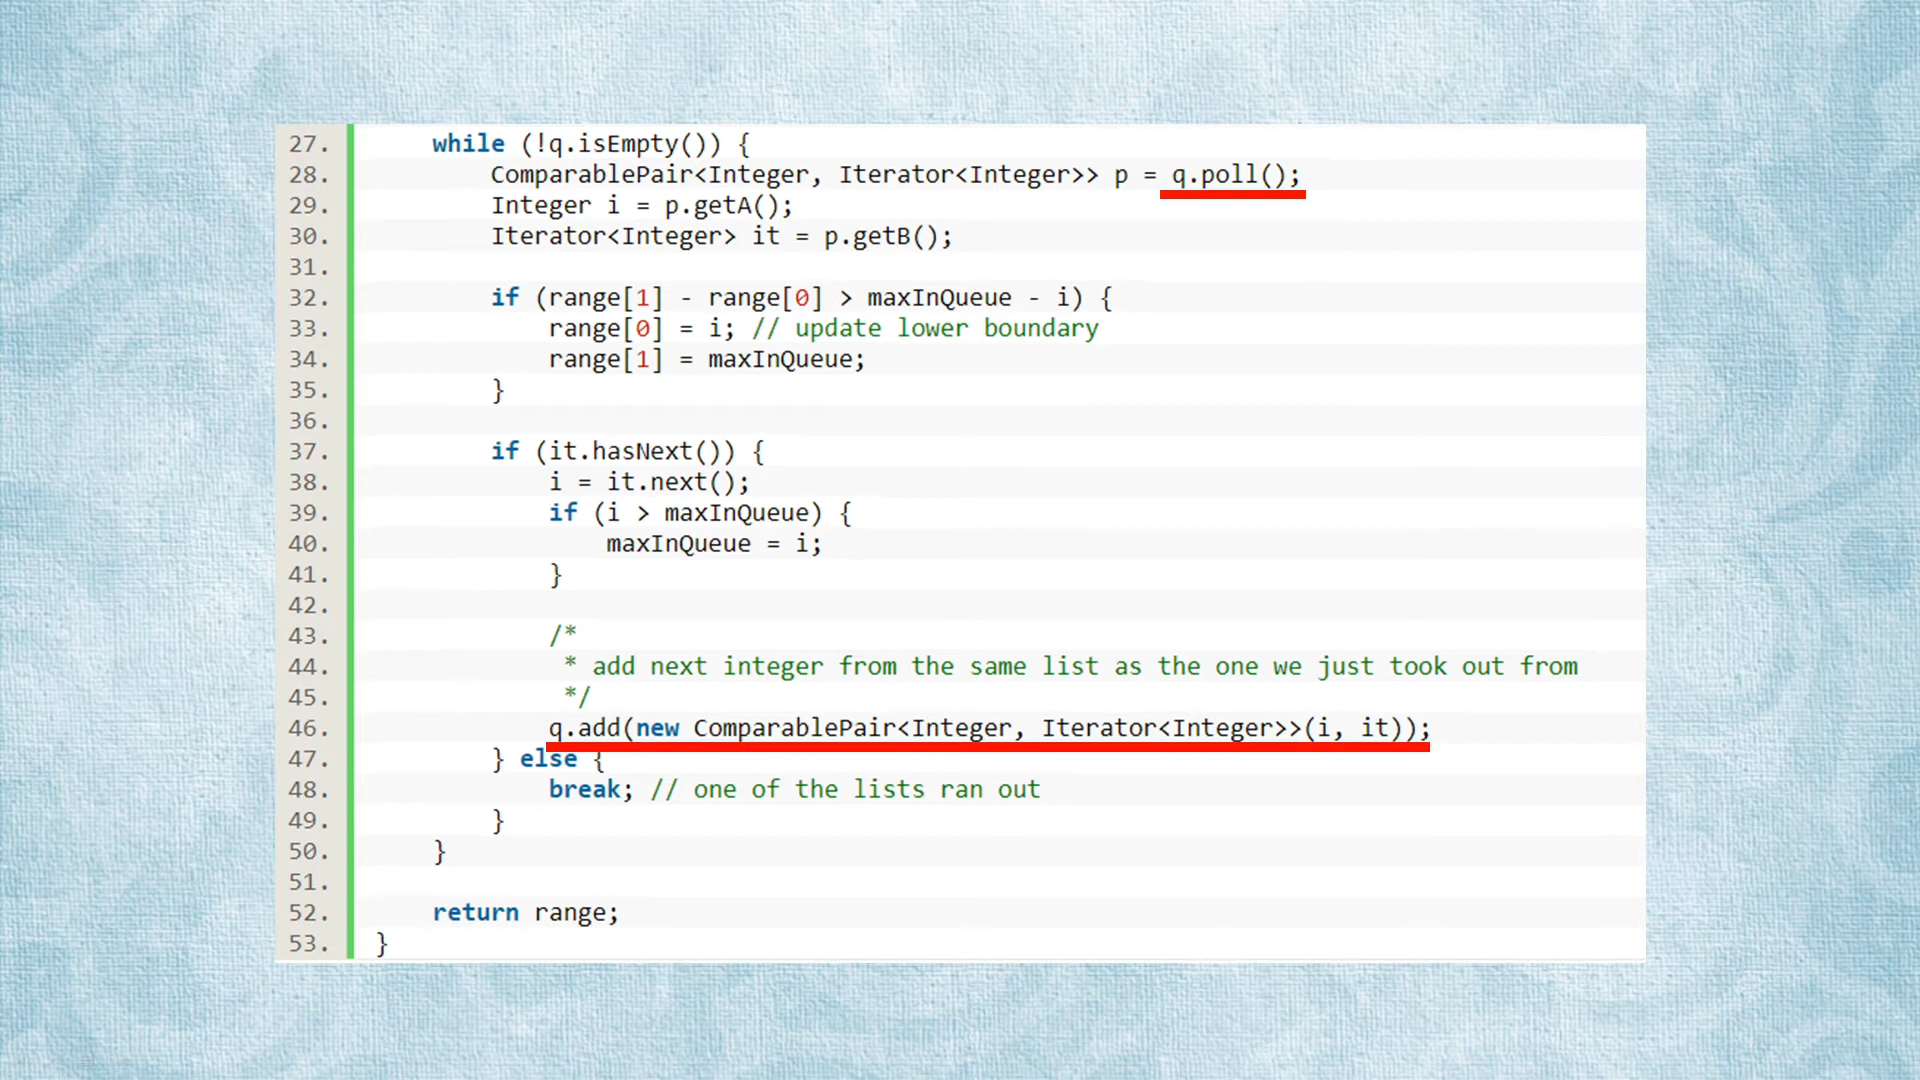 27. while (!q.isEmpty()) {
28. ComparablePair<Integer, Iterator<Integer>> p = q.poll();
29. Integer i = p.getA();
30. Iterator<Integer> it = p.getB();
31.
32. if (range[1] - range[0] > maxInQueue - i) {
33. range[0] = i; // update lower boundary
34. range[1] = maxInQueue;
35. }
36.
37. if (it.hasNext()) {
38. i = it.next();
39. if (i > maxInQueue) {
40. maxInQueue = i;
41. }
42.
43. /*
44. * add next integer from the same list as the one we just took out from
45. */
46. q.add(new ComparablePair<Integer, Iterator<Integer>>(i, it));
47. } else {
48. break; // one of the lists ran out
49. }
50. }
51.
52. return range;
53. }